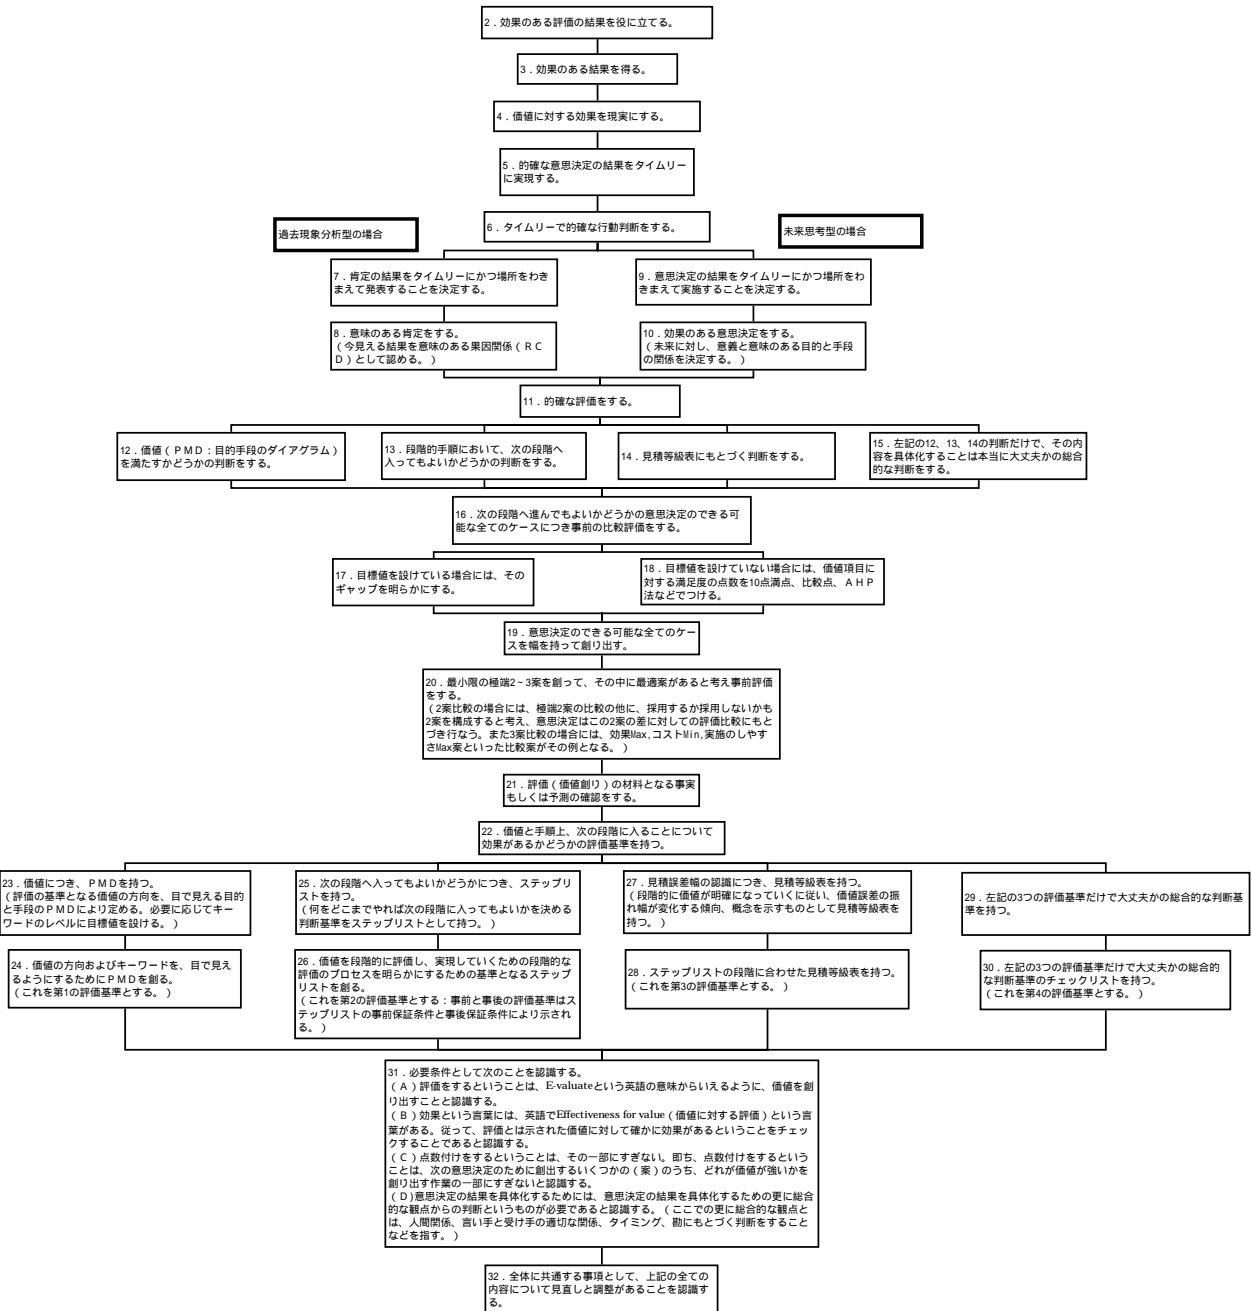 2．効果のある評価の結果を役に立てる。
3．効果のある結果を得る。
4．価値に対する効果を現実にする。
5．的確な意思決定の結果をタイムリー
に実現する。
6．タイムリーで的確な行動判断をする。
過去現象分析型の場合
未来思考型の場合
7．肯定の結果をタイムリーにかつ場所をわき
まえて発表することを決定する。
9．意思決定の結果をタイムリーにかつ場所をわ
きまえて実施することを決定する。
8．意味のある肯定をする。
（今見える結果を意味のある果因関係（ＲＣ
Ｄ）として認める。）
10．効果のある意思決定をする。
（未来に対し、意義と意味のある目的と手段
の関係を決定する。）
11．的確な評価をする。
12．価値（ＰＭＤ：目的手段のダイアグラム）
を満たすかどうかの判断をする。
13．段階的手順において、次の段階へ
入ってもよいかどうかの判断をする。
14．見積等級表にもとづく判断をする。
15．左記の12、13、14の判断だけで、その内
容を具体化することは本当に大丈夫かの総合
的な判断をする。
16．次の段階へ進んでもよいかどうかの意思決定のできる可
能な全てのケースにつき事前の比較評価をする。
17．目標値を設けている場合には、その
ギャップを明らかにする。
18．目標値を設けていない場合には、価値項目に
対する満足度の点数を10点満点、比較点、ＡＨＰ
法などでつける。
19．意思決定のできる可能な全てのケー
スを幅を持って創り出す。
20．最小限の極端2～3案を創って、その中に最適案があると考え事前評価
をする。
（2案比較の場合には、極端2案の比較の他に、採用するか採用しないかも
2案を構成すると考え、意思決定はこの2案の差に対しての評価比較にもと
づき行なう。また3案比較の場合には、効果Max,コストMin,実施のしやす
さMax案といった比較案がその例となる。）
21．評価（価値創り）の材料となる事実
もしくは予測の確認をする。
22．価値と手順上、次の段階に入ることについて
効果があるかどうかの評価基準を持つ。
23．価値につき、ＰＭＤを持つ。
（評価の基準となる価値の方向を、目で見える目的
と手段のＰＭＤにより定める。必要に応じてキー
ワードのレベルに目標値を設ける。）
25．次の段階へ入ってもよいかどうかにつき、ステップリ
ストを持つ。
（何をどこまでやれば次の段階に入ってもよいかを決める
判断基準をステップリストとして持つ。）
27．見積誤差幅の認識につき、見積等級表を持つ。
（段階的に価値が明確になっていくに従い、価値誤差の振
れ幅が変化する傾向、概念を示すものとして見積等級表を
持つ。）
29．左記の3つの評価基準だけで大丈夫かの総合的な判断基
準を持つ。
24．価値の方向およびキーワードを、目で見え
るようにするためにＰＭＤを創る。
（これを第1の評価基準とする。）
26．価値を段階的に評価し、実現していくための段階的な
評価のプロセスを明らかにするための基準となるステップ
リストを創る。
（これを第2の評価基準とする：事前と事後の評価基準はス
テップリストの事前保証条件と事後保証条件により示され
る。）
28．ステップリストの段階に合わせた見積等級表を持つ。
（これを第3の評価基準とする。）
30．左記の3つの評価基準だけで大丈夫かの総合的
な判断基準のチェックリストを持つ。
（これを第4の評価基準とする。）
31．必要条件として次のことを認識する。
（Ａ）評価をするということは、E-valuateという英語の意味からいえるように、価値を創
り出すことと認識する。
（Ｂ）効果という言葉には、英語でEffectiveness for value（価値に対する評価）という言
葉がある。従って、評価とは示された価値に対して確かに効果があるということをチェッ
クすることであると認識する。
（Ｃ）点数付けをするということは、その一部にすぎない。即ち、点数付けをするという
ことは、次の意思決定のために創出するいくつかの（案）のうち、どれが価値が強いかを
創り出す作業の一部にすぎないと認識する。
（Ｄ)意思決定の結果を具体化するためには、意思決定の結果を具体化するための更に総合
的な観点からの判断というものが必要であると認識する。（ここでの更に総合的な観点と
は、人間関係、言い手と受け手の適切な関係、タイミング、勘にもとづく判断をすること
などを指す。）
32．全体に共通する事項として、上記の全ての
内容について見直しと調整があることを認識す
る。